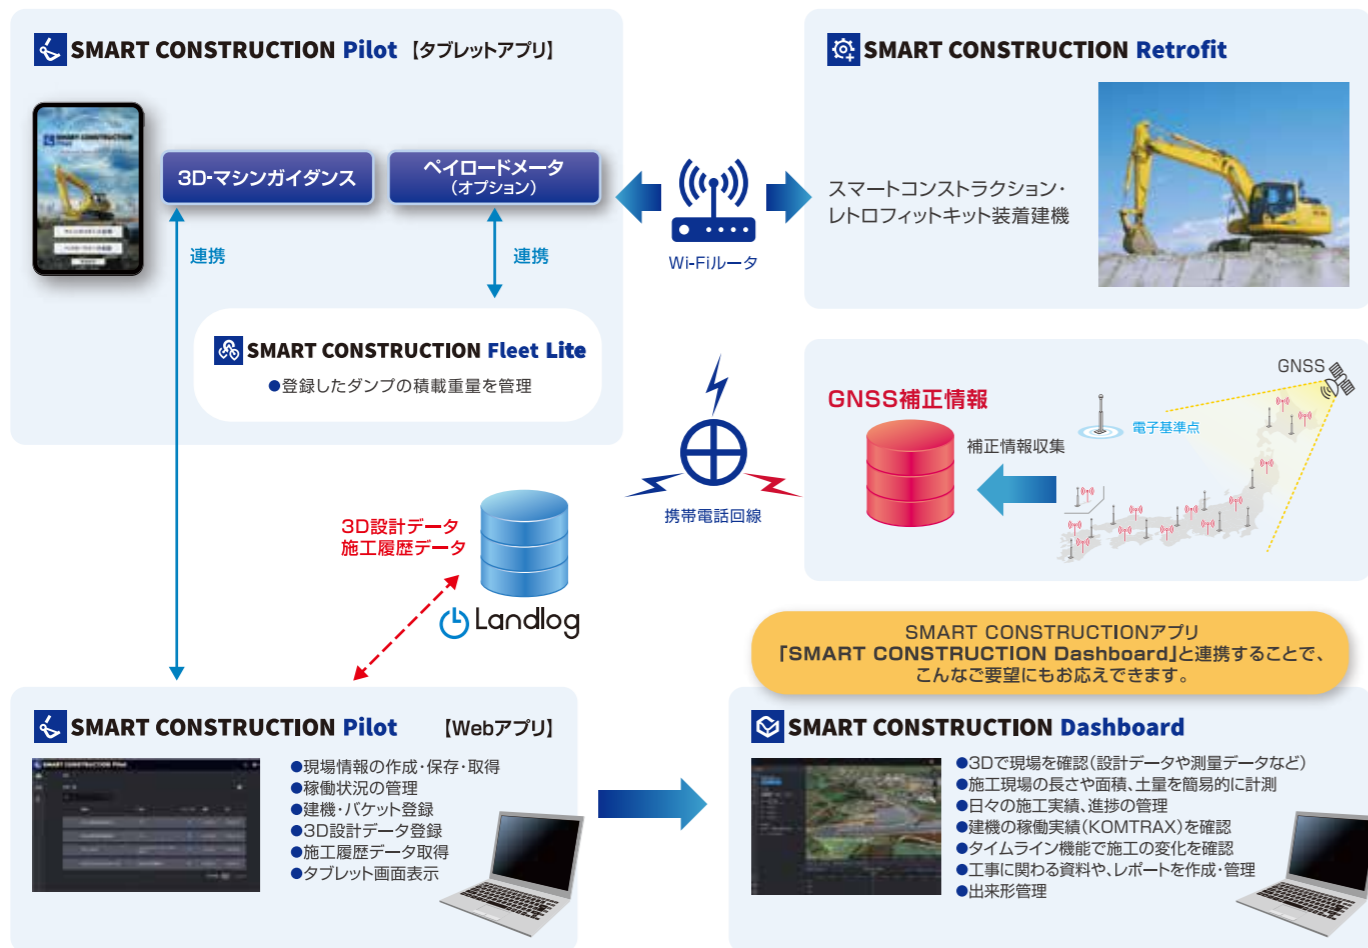 SMART CONSTRUCTION Pilot 【タブレットアプリ】
SMART CONSTRUCTION
3D-マシンガイダンス
ペイロードメータ
(オプション)
連携
連携
SMART CONSTRUCTION Fleet Lite
●登録したダンプの積載重量を管理
Wi-Fiルータ
SMART CONSTRUCTION Retrofit
スマートコンストラクション・
レトロフィットキット装着建機
GNSS補正情報
補正情報収集
電子基準点
GNSS
携帯電話回線
3D設計データ
施工履歴データ
Landlog
SMART CONSTRUCTIONアプリ
「SMART CONSTRUCTION Dashboard」と連携することで、
こんなご要望にもお応えできます。
SMART CONSTRUCTION Pilot 【Webアプリ】
SMART CONSTRUCTION Pilot
●現場情報の作成・保存・取得
●稼働状況の管理
●建機・バケット登録
●3D設計データ登録
●施工履歴データ取得
●タブレット画面表示
SMART CONSTRUCTION Dashboard
●3Dで現場を確認(設計データや測量データなど)
●施工現場の長さや面積、土量を簡易的に計測
●日々の施工実績、進捗の管理
●建機の稼働実績(KOMTRAX)を確認
●タイムライン機能で施工の変化を確認
●工事に関わる資料や、レポートを作成・管理
●出来形管理